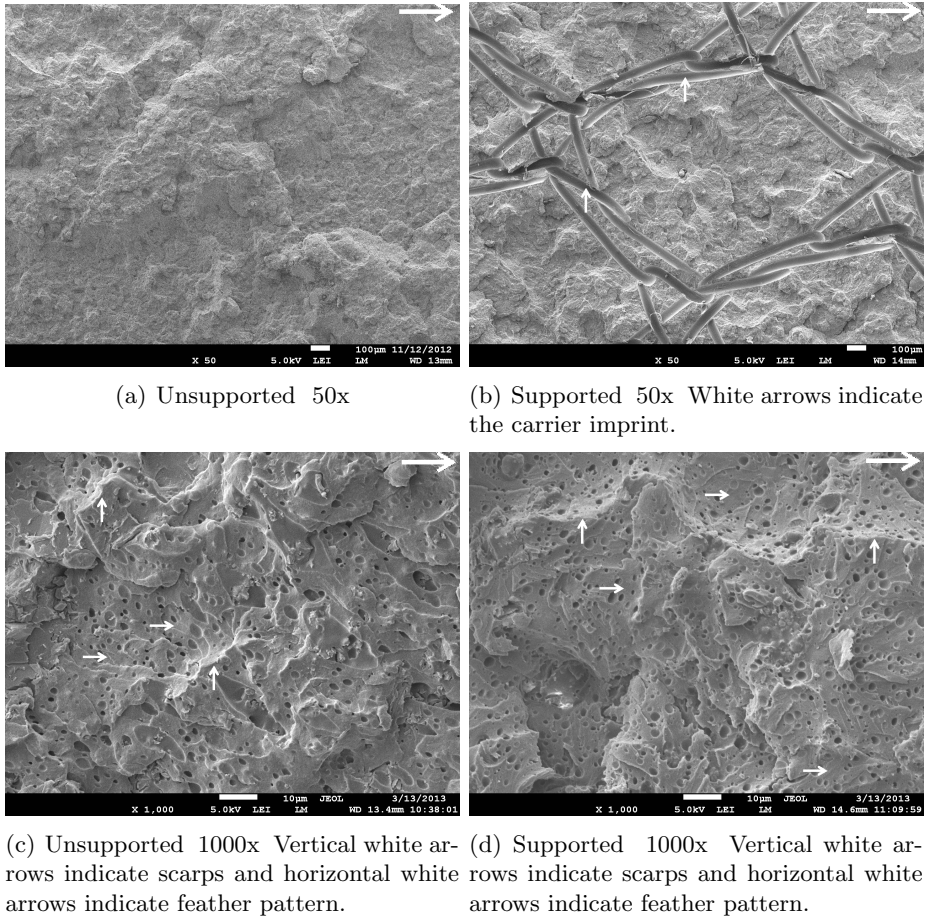 100µm 11/12/2012
X 50 5.0kV LEI LM WD 13mm
100µm
X 50 5.0kV LEI LM WD 14mm
(a) Unsupported 50x
(b) Supported 50x White arrows indicate
the carrier imprint.
10µm JEOL 3/13/2013
X 1,000 5.0kV LEI LM WD 13.4mm 10:38:01
10µm JEOL 3/13/2013
X 1,000 5.0kV LEI LM WD 14.6mm 11:09:59
(c) Unsupported 1000x Vertical white ar-
rows indicate scarps and horizontal white
arrows indicate feather pattern.
(d) Supported 1000x Vertical white ar-
rows indicate scarps and horizontal white
arrows indicate feather pattern.